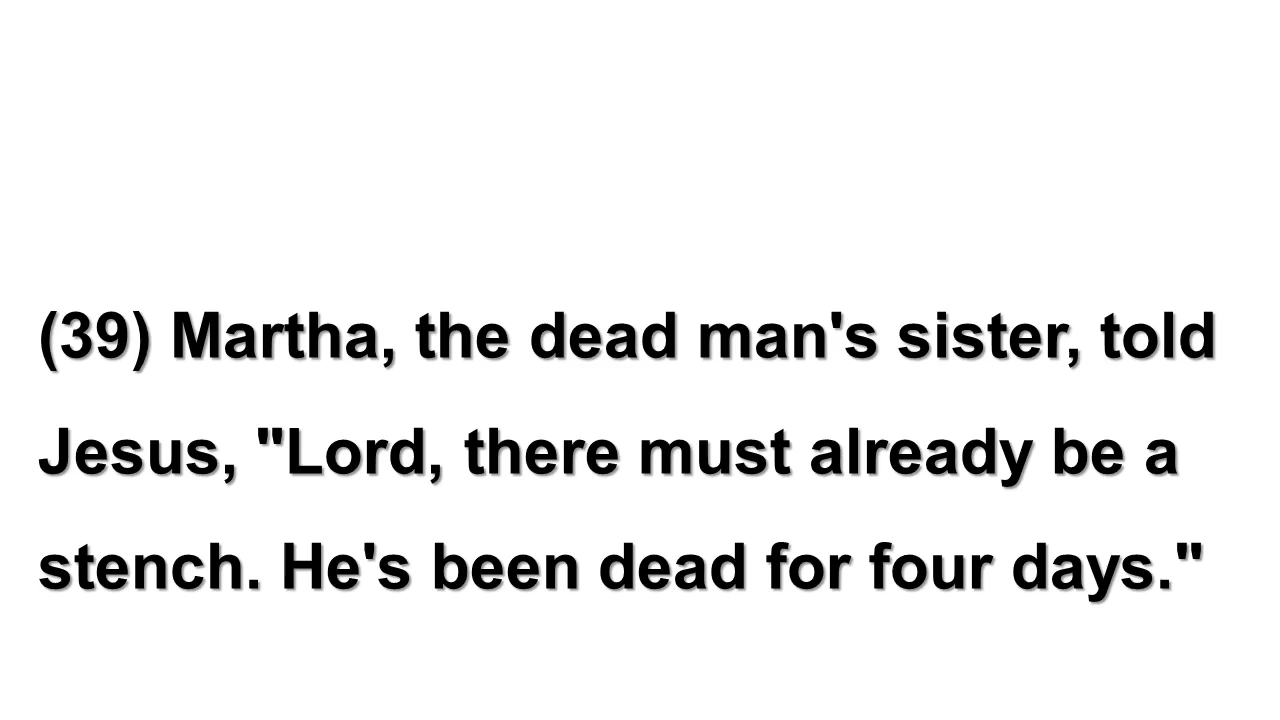 (39) Martha, the dead man's sister, told
Jesus, "Lord, there must already be a
stench. He's been dead for four days."